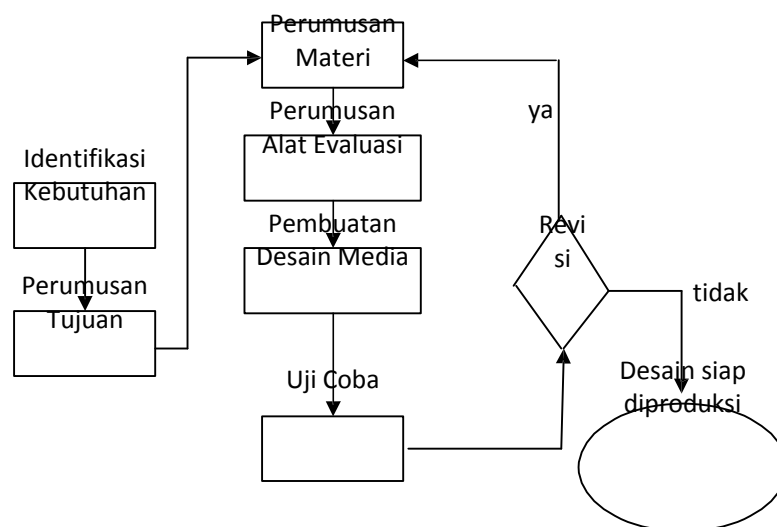 Identifikasi
Kebutuhan
Perumusan
Tujuan
Perumusan
Materi
Perumusan
Alat Evaluasi
Pembuatan
Desain Media
Uji Coba
Revi
si
ya
tidak
Desain siap
diproduksi